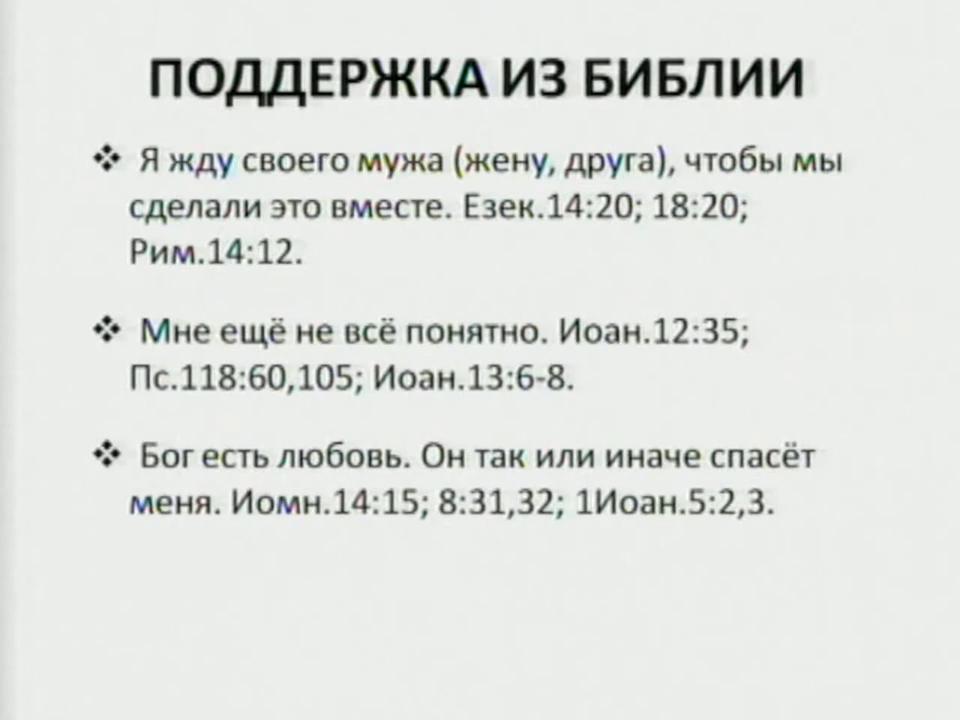 ПОДДЕРЖКА ИЗ БИБЛИИ
❖ Я жду своего мужа (жену, друга), чтобы мы
сделали это вместе. Езек.14:20; 18:20;
Рим.14:12.
❖ Мне ещё не всё понятно. Иоан.12:35;
Пс.118:60,105; Иоан.13:6-8.
❖ Бог есть любовь. Он так или иначе спасёт
меня. Иомн.14:15; 8:31,32; 1Иоан.5:2,3.